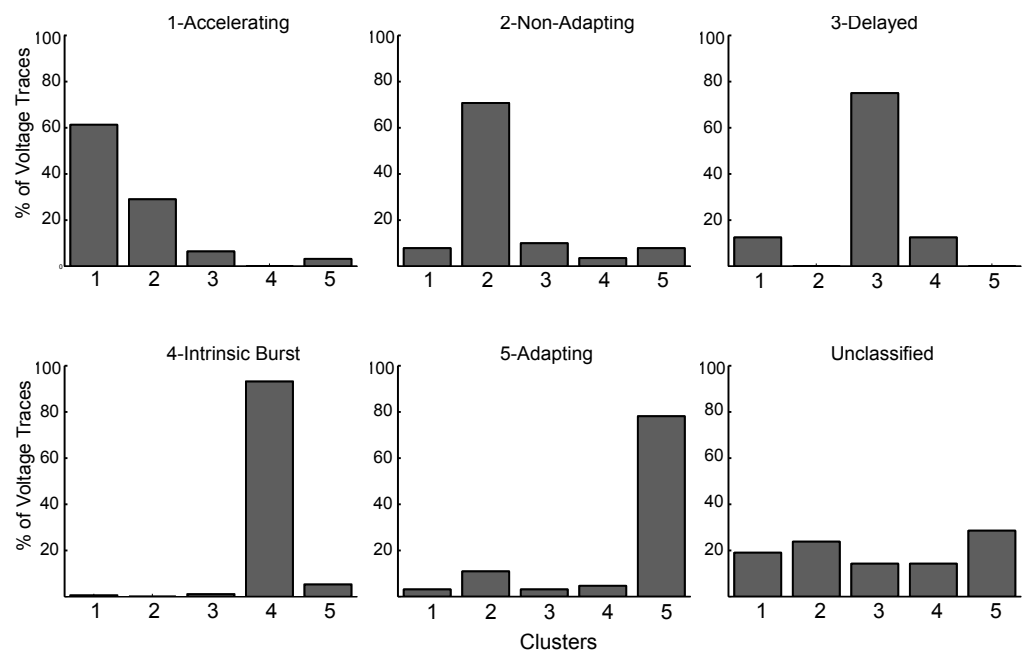 1-Accelerating
2-Non-Adapting
3-Delayed
% of Voltage Traces
100
80
60
40
20
0
1 2 3 4 5
100
80
60
40
20
1 2 3 4 5
100
80
60
40
20
1 2 3 4 5
4-Intrinsic Burst
5-Adapting
Unclassified
% of Voltage Traces
100
80
60
40
20
1 2 3 4 5
100
80
60
40
20
1 2 3 4 5
100
80
60
40
20
1 2 3 4 5
Clusters